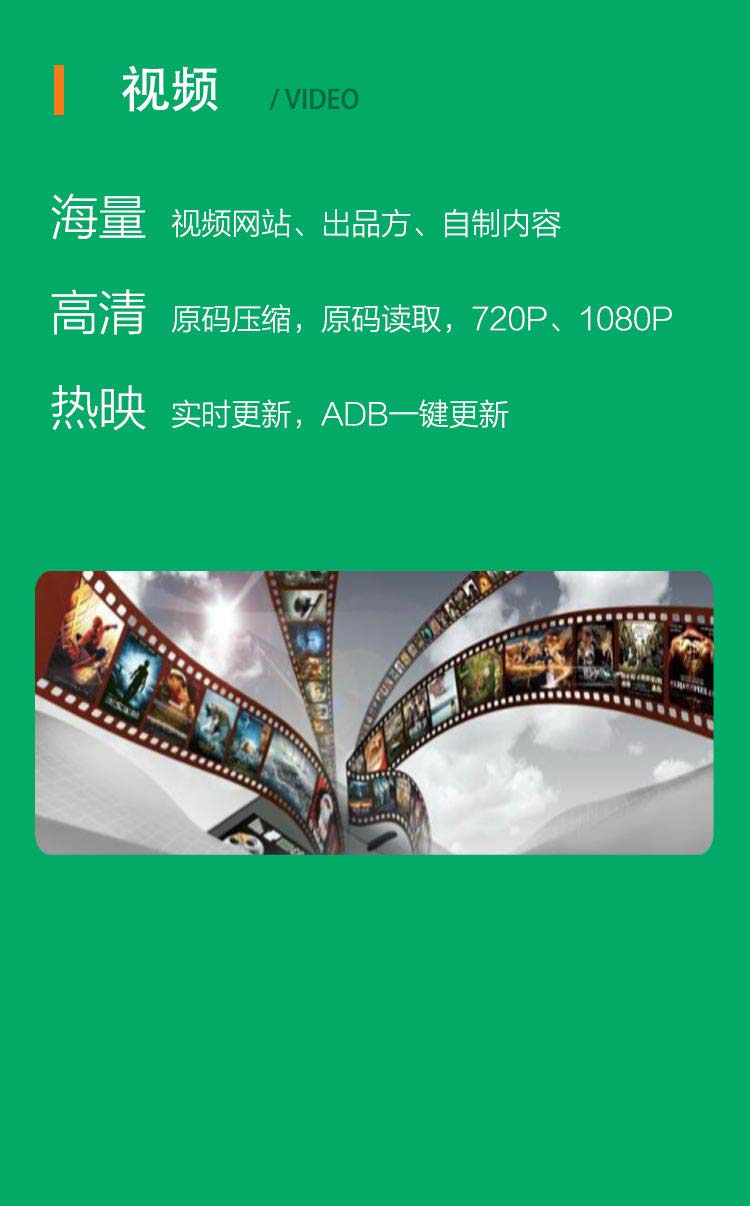 视频 / VIDEO
海量 视频网站、出品方、自制内容
高清 原码压缩，原码读取，720P、1080P
热映 实时更新，ADB一键更新